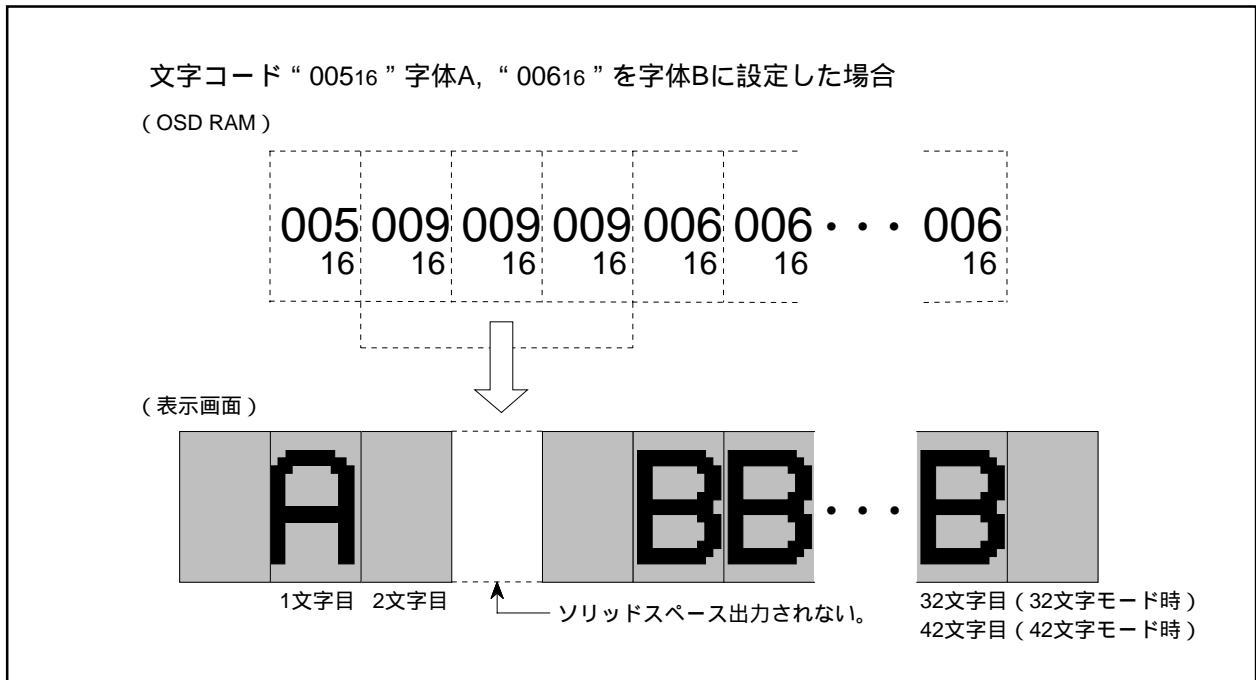 文字コード“00516”字体A,“00616”を字体Bに設定した場合
(OSD RAM)
005 009 009 009 006 006・・・006
16 16 16 16 16 16 16
(表示画面)
A BB・・・B
1文字目 2文字目
ソリッドスペース出力されない。
32文字目(32文字モード時)
42文字目(42文字モード時)